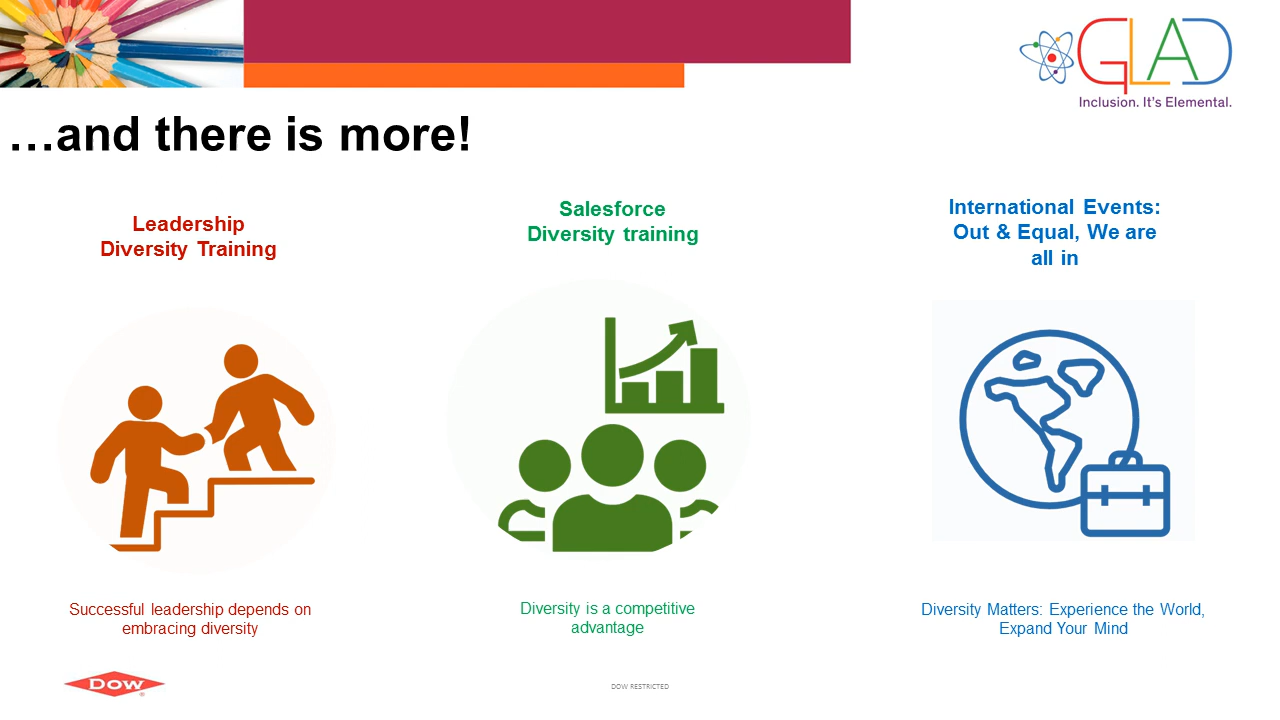 GLAD
Inclusion. It's Elemental.
…and there is more!
Leadership
Diversity Training
Salesforce
Diversity training
International Events:
Out & Equal, We are
all in
Successful leadership depends on
embracing diversity
Diversity is a competitive
advantage
Diversity Matters: Experience the World,
Expand Your Mind
DOW®
DOW RESTRICTED